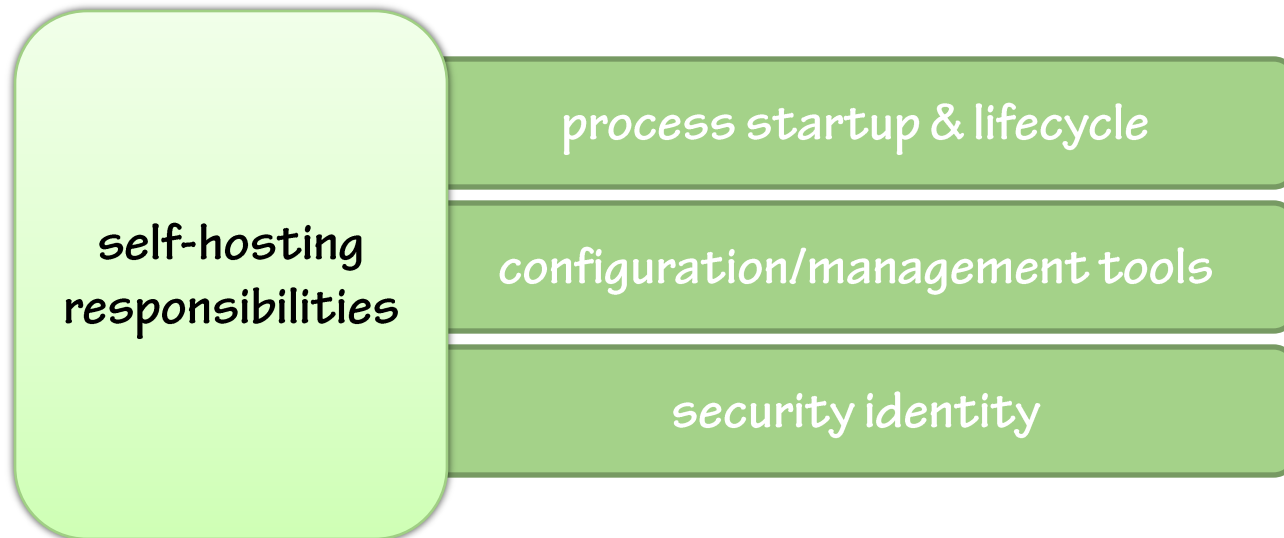 self-hosting
responsibilities
process startup & lifecycle
configuration/management tools
security identity